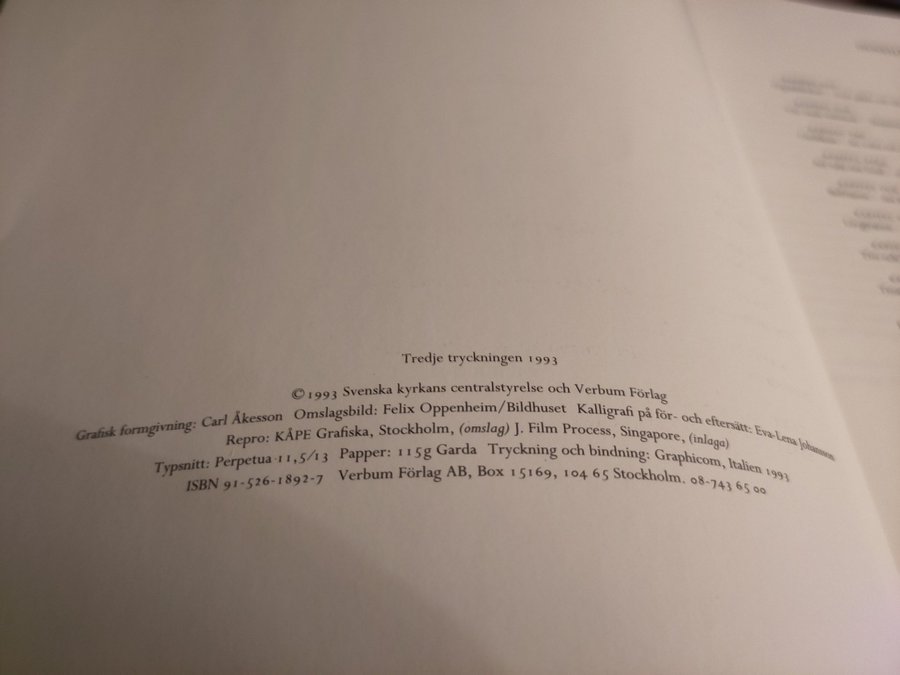 Tredje tryckningen 1993
© 1993 Svenska kyrkans centralstyrelse och Verbum Förlag
Grafisk formgivning: Carl Åkesson Omslagsbild: Felix Oppenheim/Bildhuset Kalligrafi på för- och eftersätt: Eva-Lena Johansson
Repro: KÅPE Grafiska, Stockholm, (omslag) J. Film Process, Singapore, (inlaga)
Typsnitt: Perpetua 11,5/13 Papper: 115g Garda Tryckning och bindning: Graphicom, Italien 1993
ISBN 91-526-1892-7 Verbum Förlag AB, Box 15169, 104 65 Stockholm. 08-743 65 00